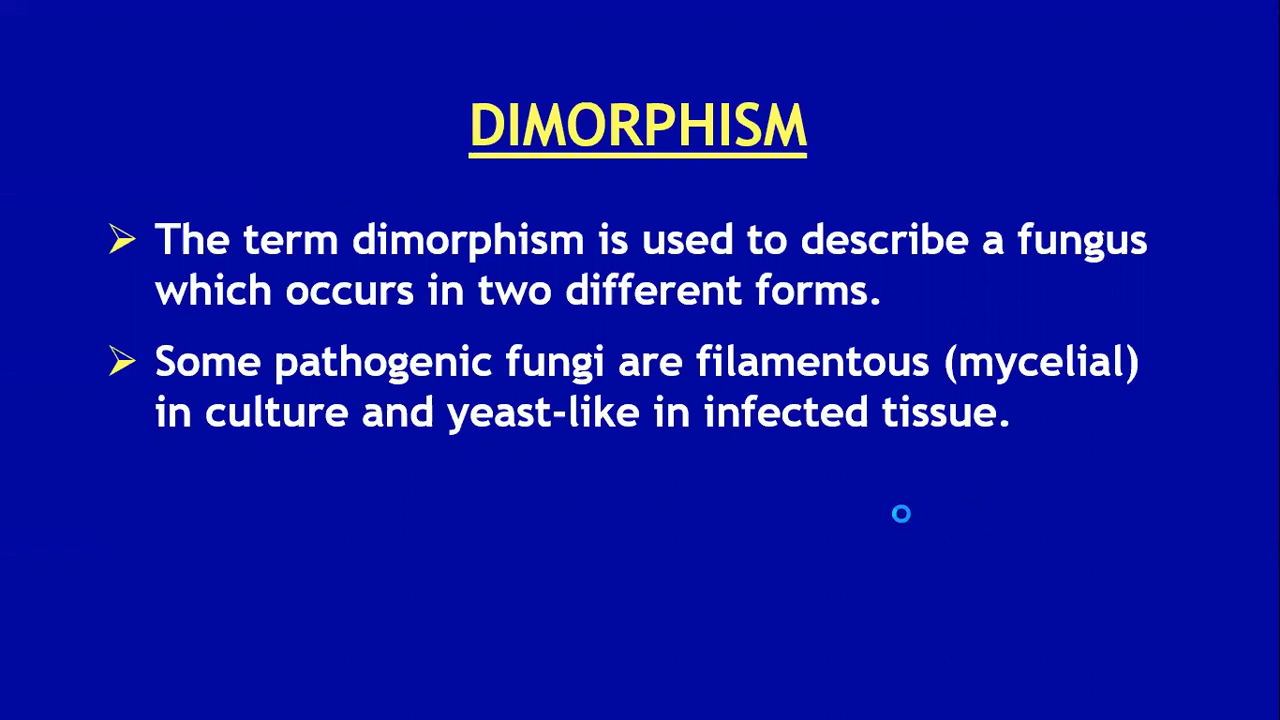 DIMORPHISM
The term dimorphism is used to describe a fungus
which occurs in two different forms.
Some pathogenic fungi are filamentous (mycelial)
in culture and yeast-like in infected tissue.